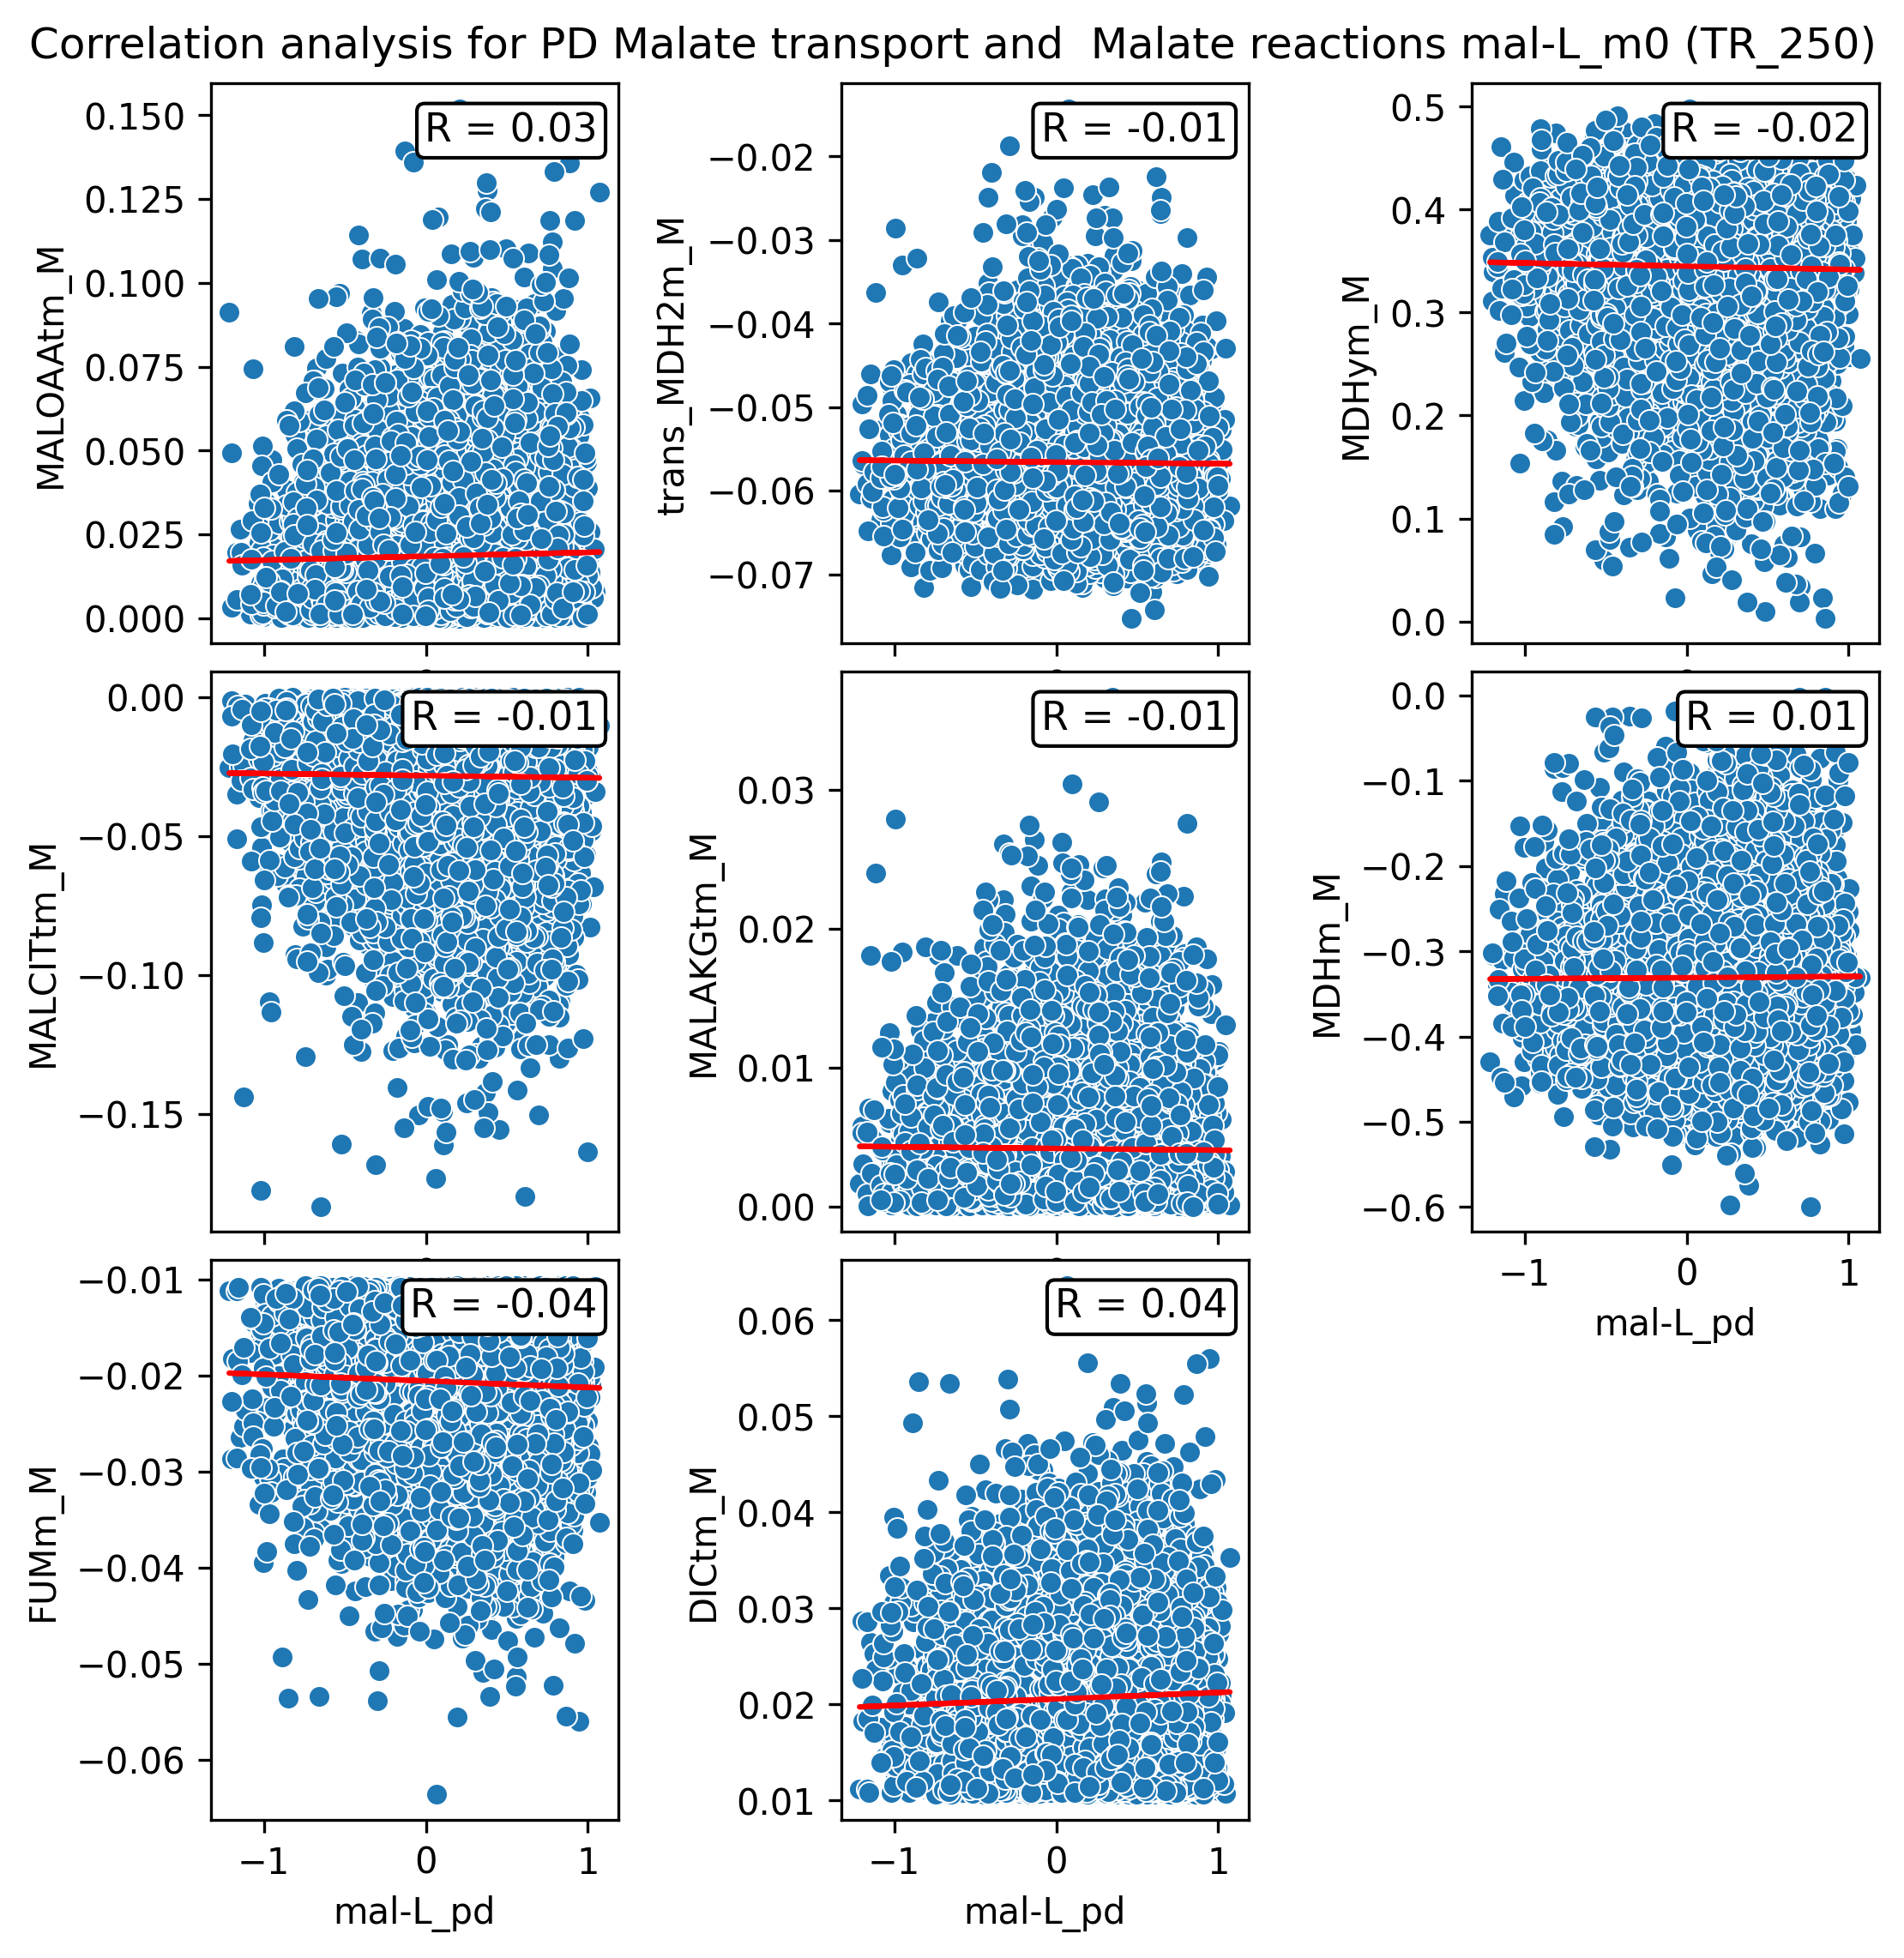 Correlation analysis for PD Malate transport and  Malate reactions mal-L_m0 (TR_250)
MALOAAtm_M
0.150
0.125
0.100
0.075
0.050
0.025
0.000
R = 0.03
trans_MDH2m_M
−0.02
−0.03
−0.04
−0.05
−0.06
−0.07
R = -0.01
MDHym_M
0.5
0.4
0.3
0.2
0.1
0.0
R = -0.02
MALCITtm_M
0.00
−0.05
−0.10
−0.15
R = -0.01
MALAKGtm_M
0.03
0.02
0.01
0.00
R = -0.01
MDHm_M
0.0
−0.1
−0.2
−0.3
−0.4
−0.5
−0.6
R = 0.01
−1 0 1
mal-L_pd
FUMm_M
−0.01
−0.02
−0.03
−0.04
−0.05
−0.06
R = -0.04
−1 0 1
mal-L_pd
DICtm_M
0.06
0.05
0.04
0.03
0.02
0.01
R = 0.04
−1 0 1
mal-L_pd